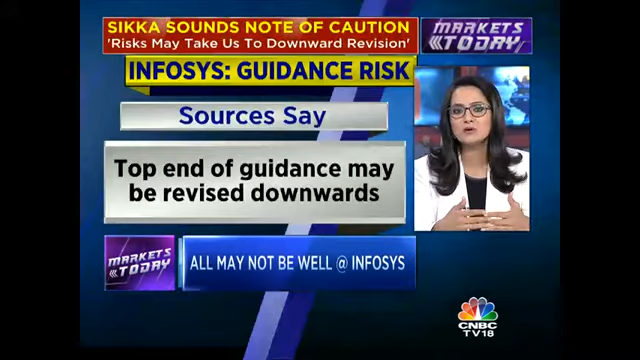 SIKKA SOUNDS NOTE OF CAUTION
'Risks May Take Us To Downward Revision'
MARKETS
TODAY
INFOSYS: GUIDANCE RISK
Sources Say
Top end of guidance may
be revised downwards
MARKETS
TODAY
ALL MAY NOT BE WELL @ INFOSYS
CNBC
TV18